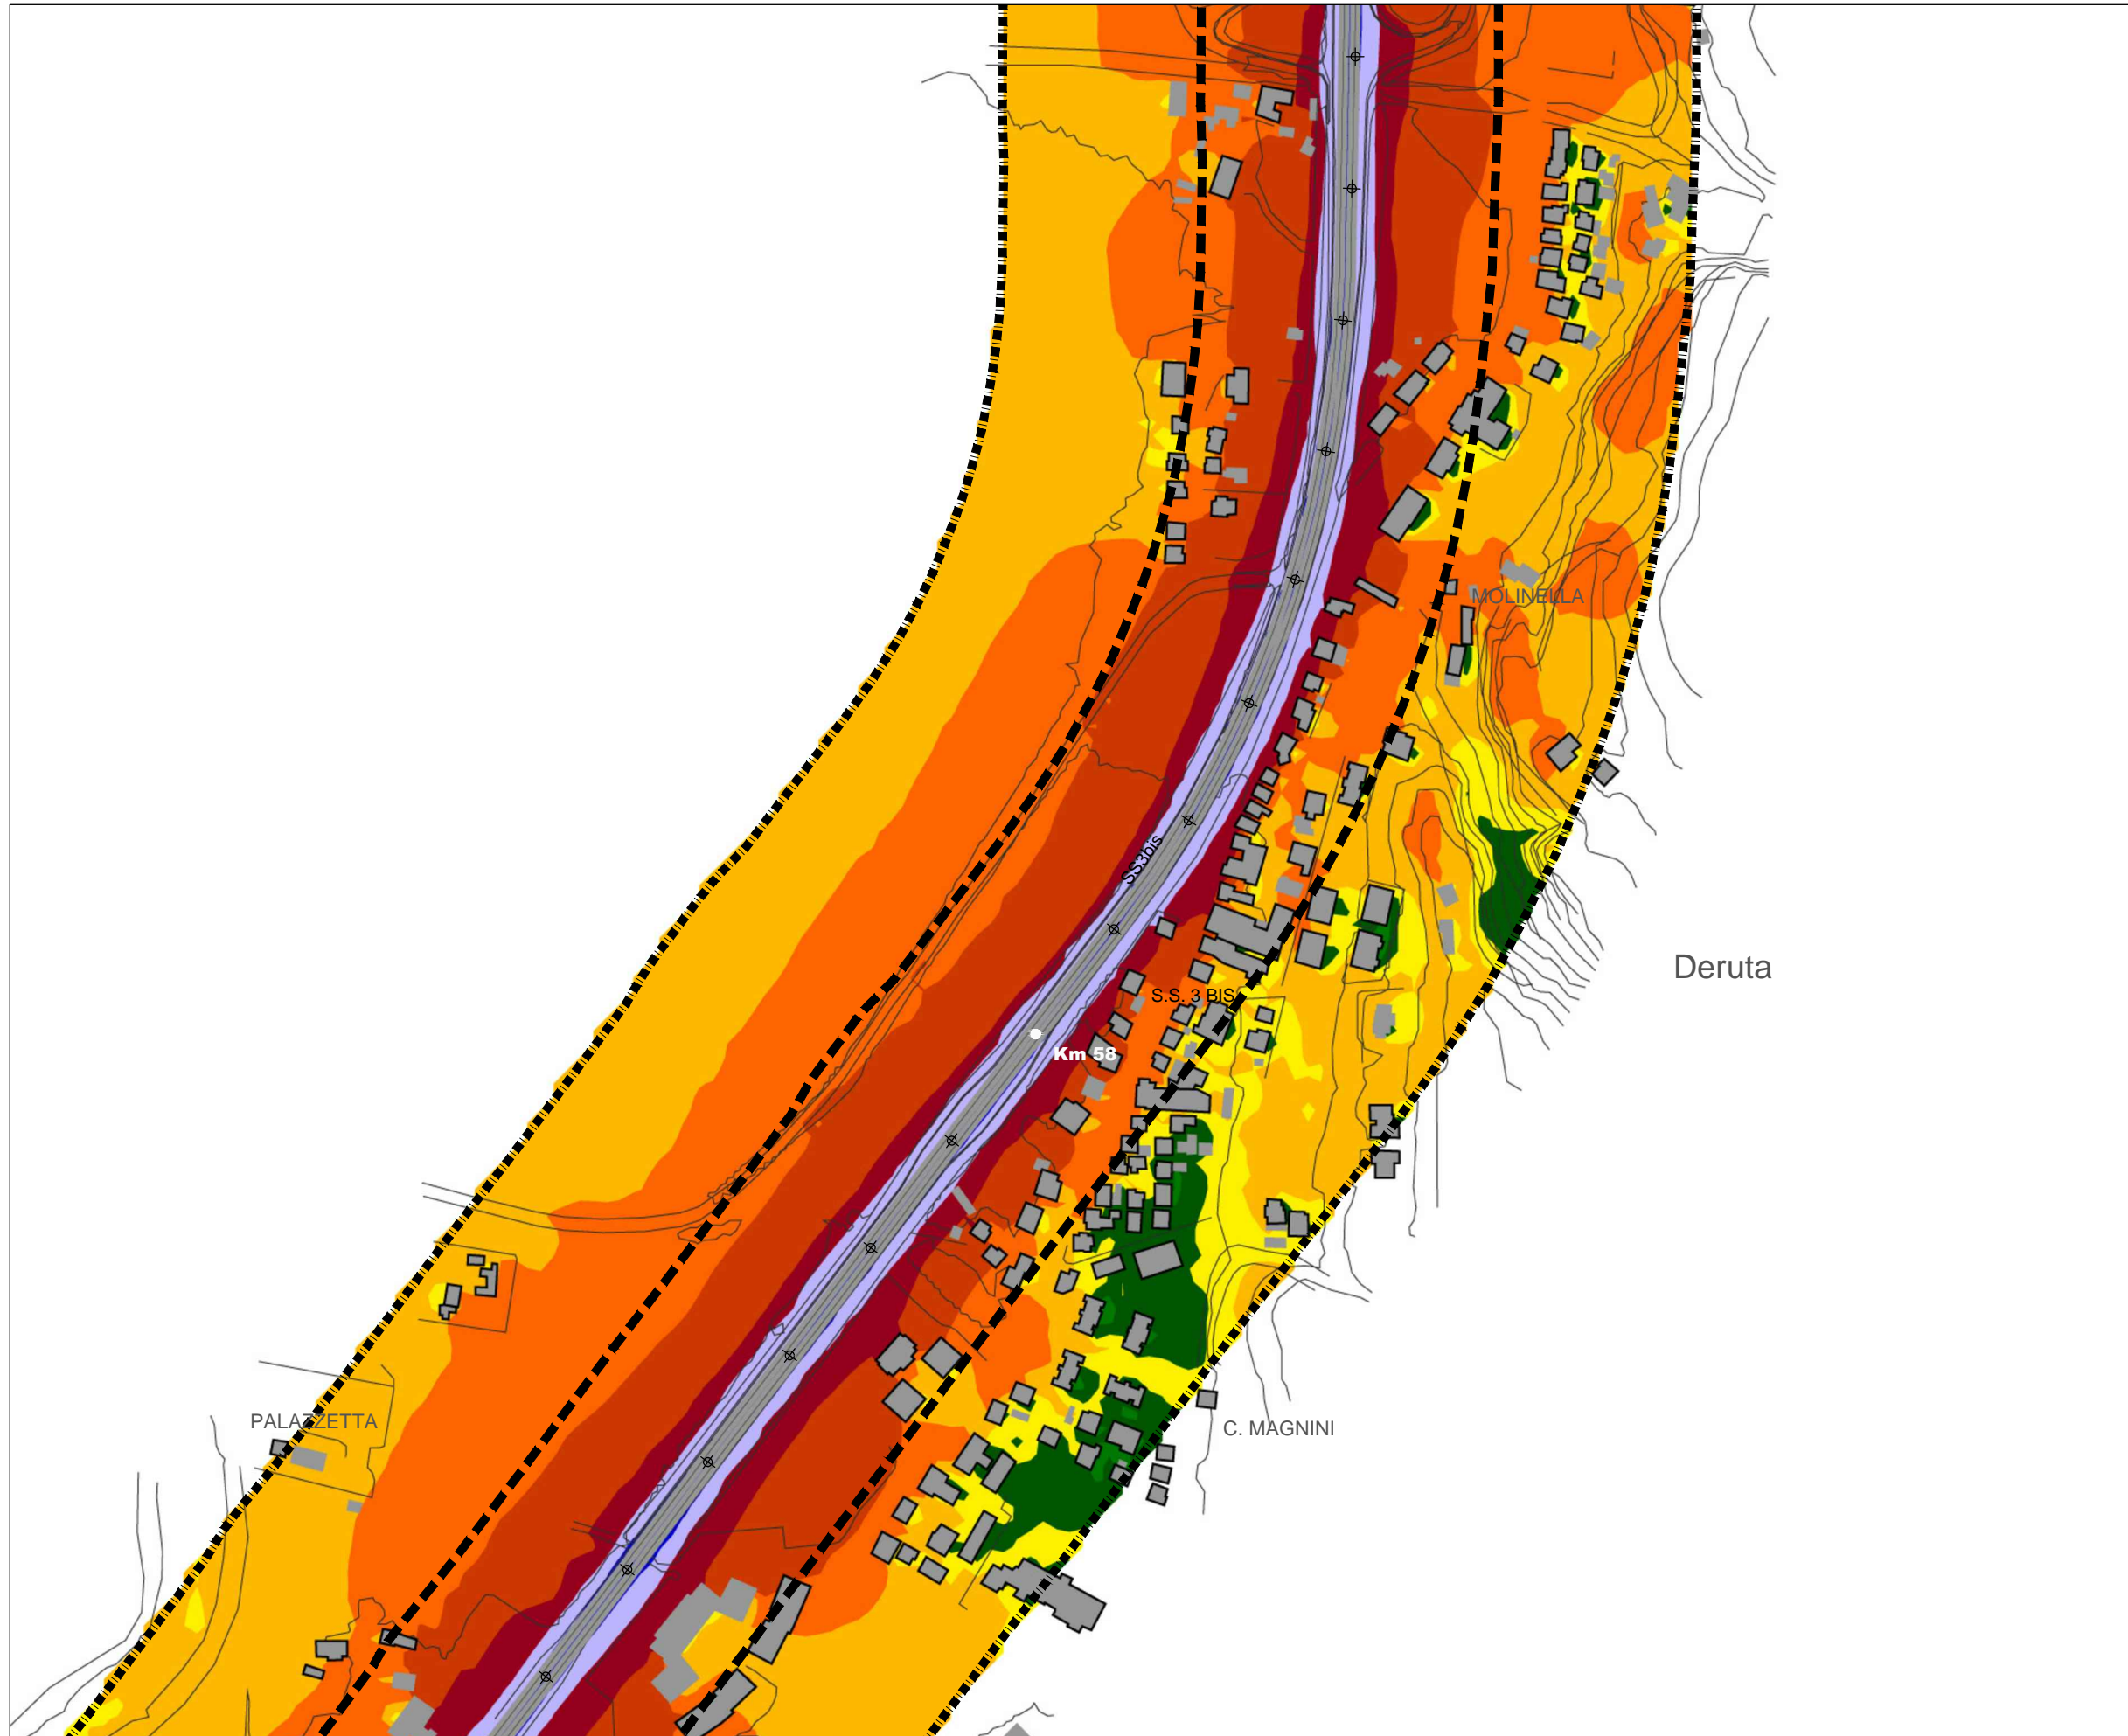 MOLINELLA
SS3bis
Deruta
S.S. 3 BIS
Km 58
PALAZZETTA
C. MAGNINI